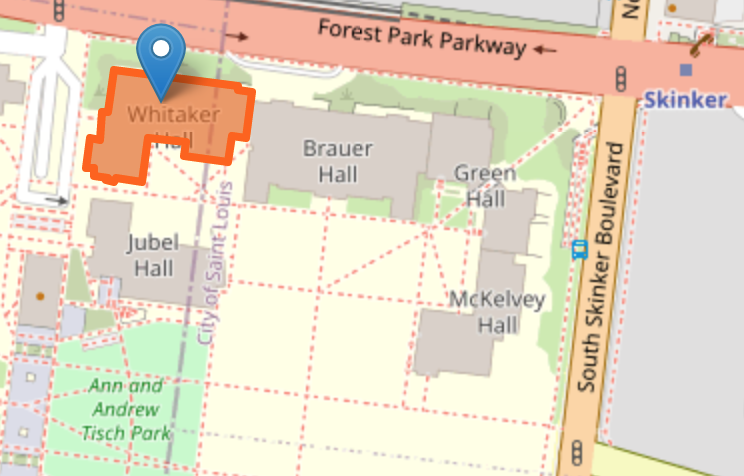 Forest Park Parkway
Ne
Skinker
Whitaker
Hall
Brauer
Hall
Green
Hall
City of Saint Louis
Jubel
Hall
McKelvey
Hall
South Skinker Boulevard
Ann and
Andrew
Tisch Park